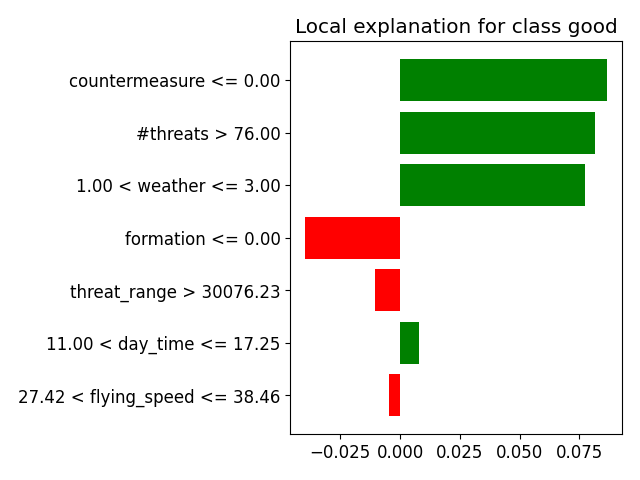 Local explanation for class good
countermeasure <= 0.00
#threats > 76.00
1.00 < weather <= 3.00
formation <= 0.00
threat_range > 30076.23
11.00 < day_time <= 17.25
27.42 < flying_speed <= 38.46
−0.025 0.000 0.025 0.050 0.075